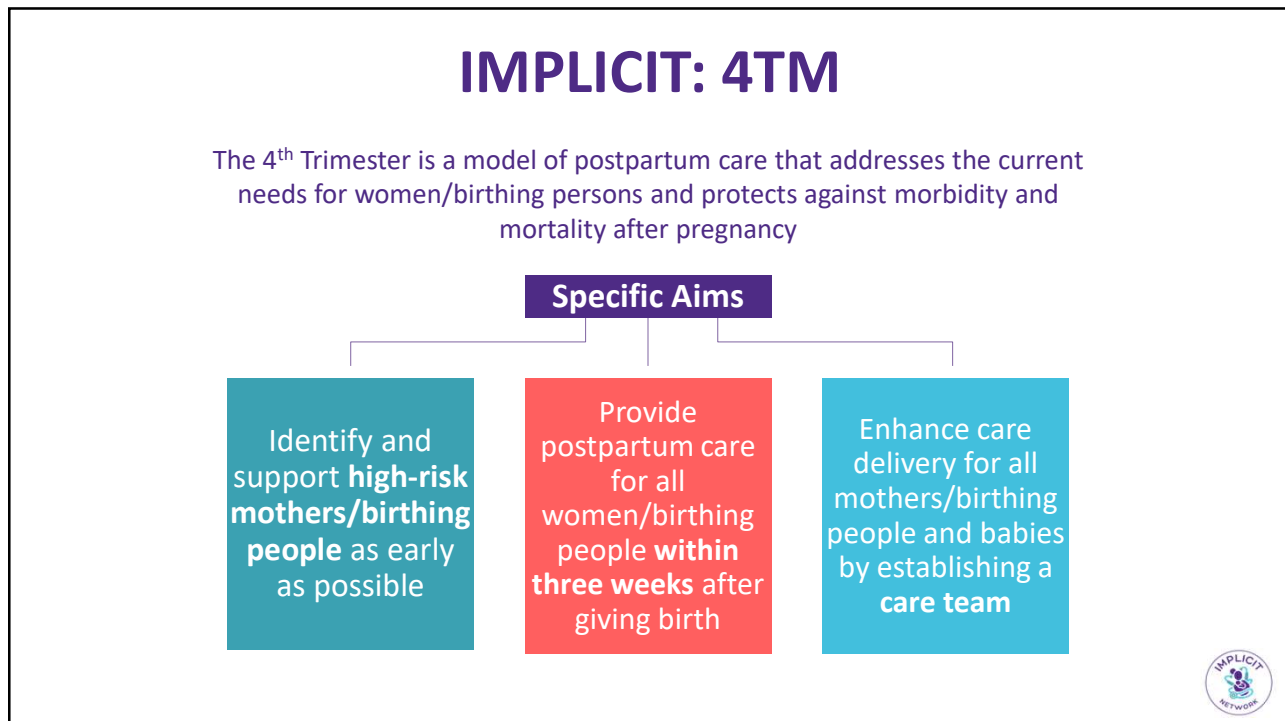 IMPLICIT: 4TM
The 4th Trimester is a model of postpartum care that addresses the current
needs for women/birthing persons and protects against morbidity and
mortality after pregnancy
Specific Aims
Identify and
support high-risk
mothers/birthing
people as early
as possible
Provide
postpartum care
for all
women/birthing
people within
three weeks after
giving birth
Enhance care
delivery for all
mothers/birthing
people and babies
by establishing a
care team
IMPLICIT
NETWORK